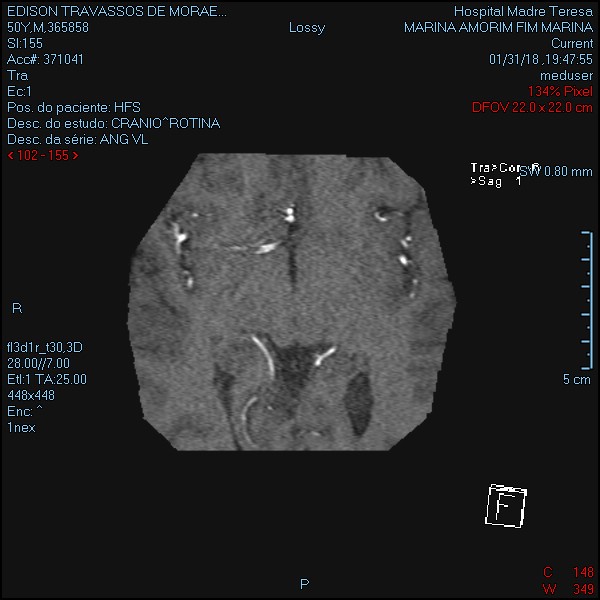 EDISON TRAVASSOS DE MORAE...
50Y,M,365858
SI:155
Acc#: 371041
Tra
Ec:1
Pos. do paciente: HFS
Desc. do estudo: CRANIO^ROTINA
Desc. da série: ANG VL
< 102 - 155 >
Lossy
Hospital Madre Teresa
MARINA AMORIM FIM MARINA
Current
01/31/18 ,19:47:55
meduser
134% Pixel
DFOV 22.0 x 22.0 cm
SW 0.80 mm
Tra>Cor
>Sag 1
R
fl3d1r_t30,3D
28.00//7.00
Etl:1 TA:25.00
448x448
Enc: ^
1nex
5 cm
F
P
C 148
W 349